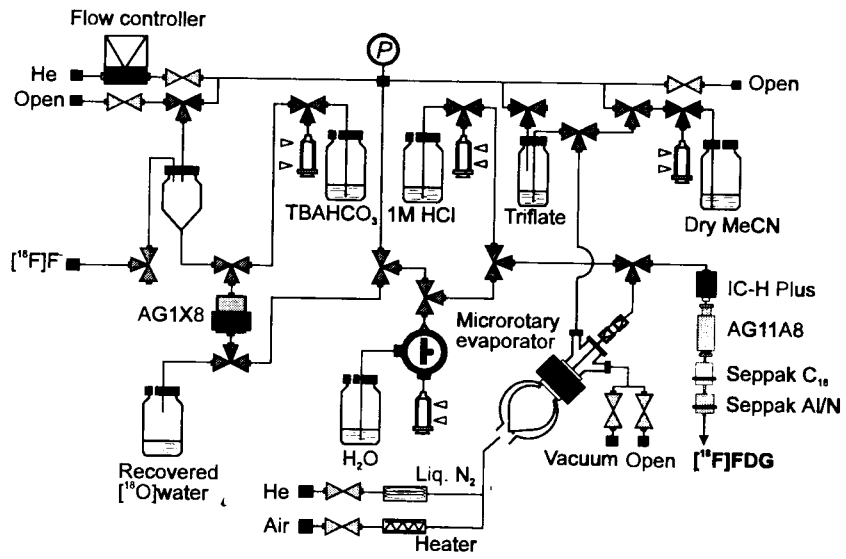 Flow controller
P
He
Open
Open
TBAHCO₃
1M HCl
Triflate
Dry MeCN
[¹⁸F]F⁻
AG1X8
Microrotary
evaporator
IC-H Plus
AG11A8
Seppak C₁₈
Seppak Al/N
[¹⁸F]FDG
Recovered
[¹⁸O]water
H₂O
Vacuum
Open
Liq. N₂
He
Air
Heater